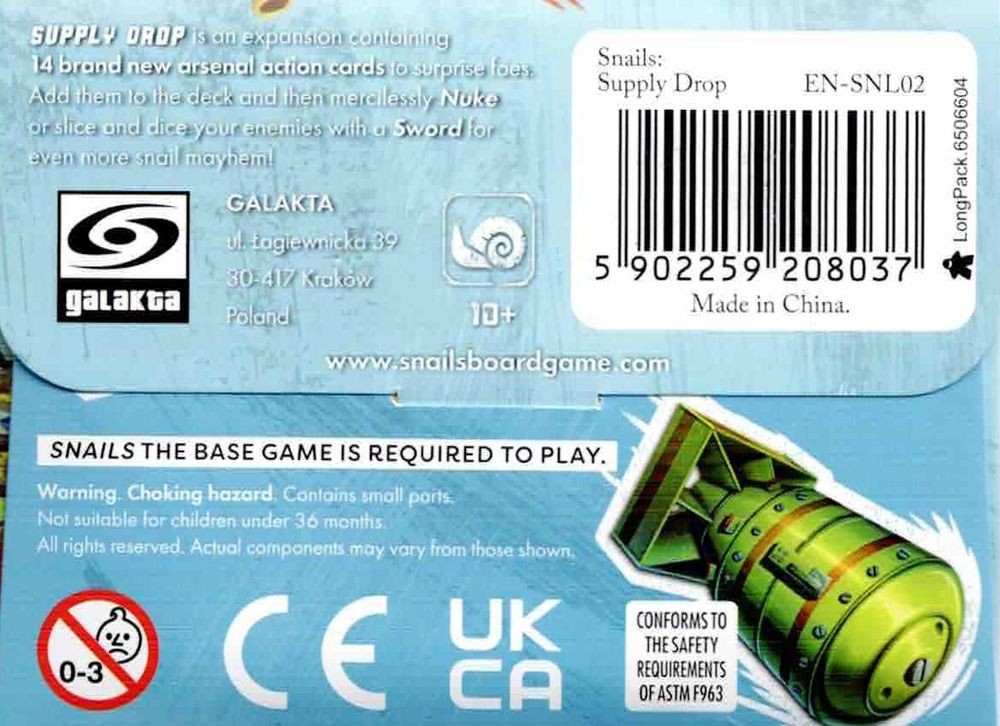 SUPPLY DROP is an expansion containing
14 brand new arsenal action cards to surprise foes.
Add them to the deck and then mercilessly Nuke
or slice and dice your enemies with a Sword for
even more snail mayhem!
galakta
GALAKTA
ul. Łagiewnicka 39
30-417 Kraków
Poland
10+
Snails:
Supply Drop EN-SNL02
5 902259 208037
Made in China.
LongPack.6506604
www.snailsboardgame.com
SNAILS THE BASE GAME IS REQUIRED TO PLAY.
Warning. Choking hazard. Contains small parts.
Not suitable for children under 36 months.
All rights reserved. Actual components may vary from those shown.
0-3
CE
UK
CA
CONFORMS TO
THE SAFETY
REQUIREMENTS
OF ASTM F963